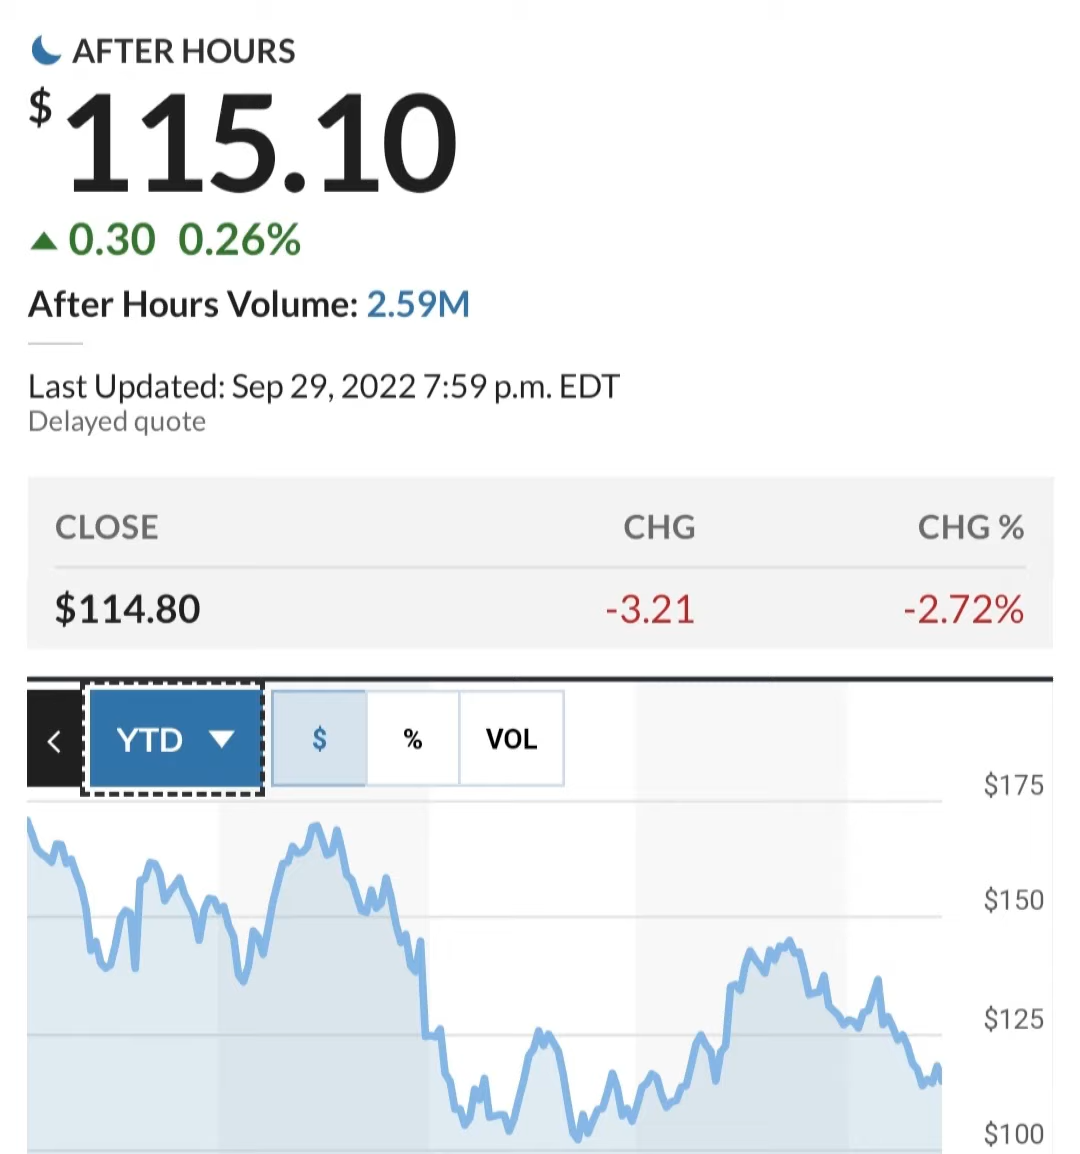 AFTER HOURS
$115.10
0.30 0.26%
After Hours Volume: 2.59M
Last Updated: Sep 29, 2022 7:59 p.m. EDT
Delayed quote
CLOSE CHG CHG %
$114.80 -3.21 -2.72%
YTD $ % VOL
$175
$150
$125
$100